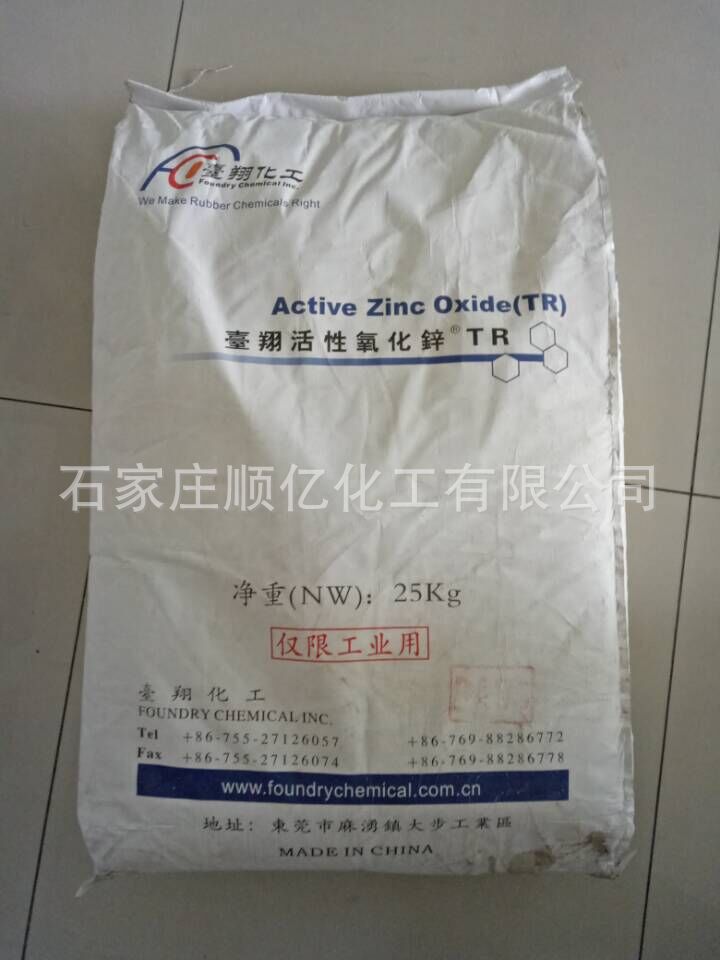 臺翔化工
Foundry Chemical Inc.
We Make Rubber Chemicals Right
Active Zinc Oxide(TR)
臺翔活性氧化鋅®TR
石家庄顺亿化工有限公司
净重(NW): 25Kg
仅限工业用
臺翔化工
FOUNDRY CHEMICAL INC.
Tel +86-755-27126057 +86-769-88286772
Fax +86-755-27126074 +86-769-88286778
www.foundrychemical.com.cn
地址: 東莞市麻湧鎮大步工業區
MADE IN CHINA